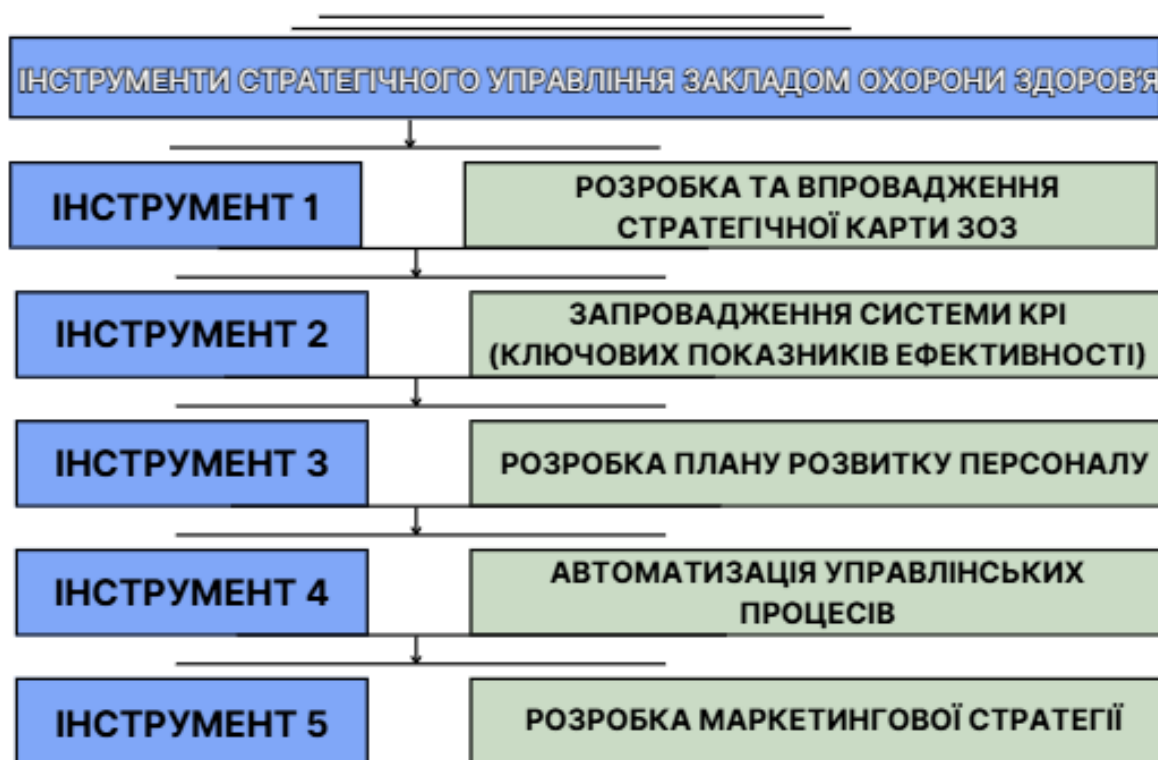 ІНСТРУМЕНТИ СТРАТЕГІЧНОГО УПРАВЛІННЯ ЗАКЛАДОМ ОХОРОНИ ЗДОРОВ'Я
ІНСТРУМЕНТ 1
РОЗРОБКА ТА ВПРОВАДЖЕННЯ
СТРАТЕГІЧНОЇ КАРТИ ЗОЗ
ІНСТРУМЕНТ 2
ЗАПРОВАДЖЕННЯ СИСТЕМИ КРІ
(КЛЮЧОВИХ ПОКАЗНИКІВ ЕФЕКТИВНОСТІ)
ІНСТРУМЕНТ 3
РОЗРОБКА ПЛАНУ РОЗВИТКУ ПЕРСОНАЛУ
ІНСТРУМЕНТ 4
АВТОМАТИЗАЦІЯ УПРАВЛІНСЬКИХ
ПРОЦЕСІВ
ІНСТРУМЕНТ 5
РОЗРОБКА МАРКЕТИНГОВОЇ СТРАТЕГІЇ